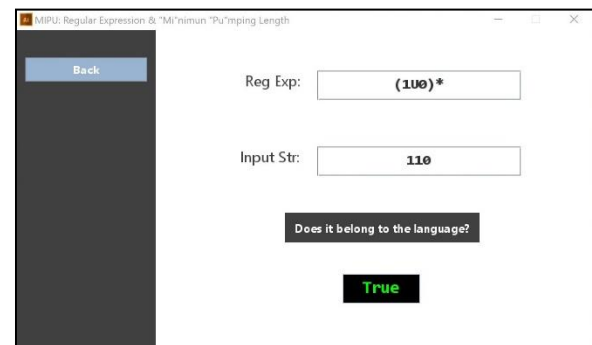 MIPU: Regular Expression & "Mi"nimun "Pu"mping Length
Back
Reg Exp:
(1U0)*
Input Str:
110
Does it belong to the language?
True